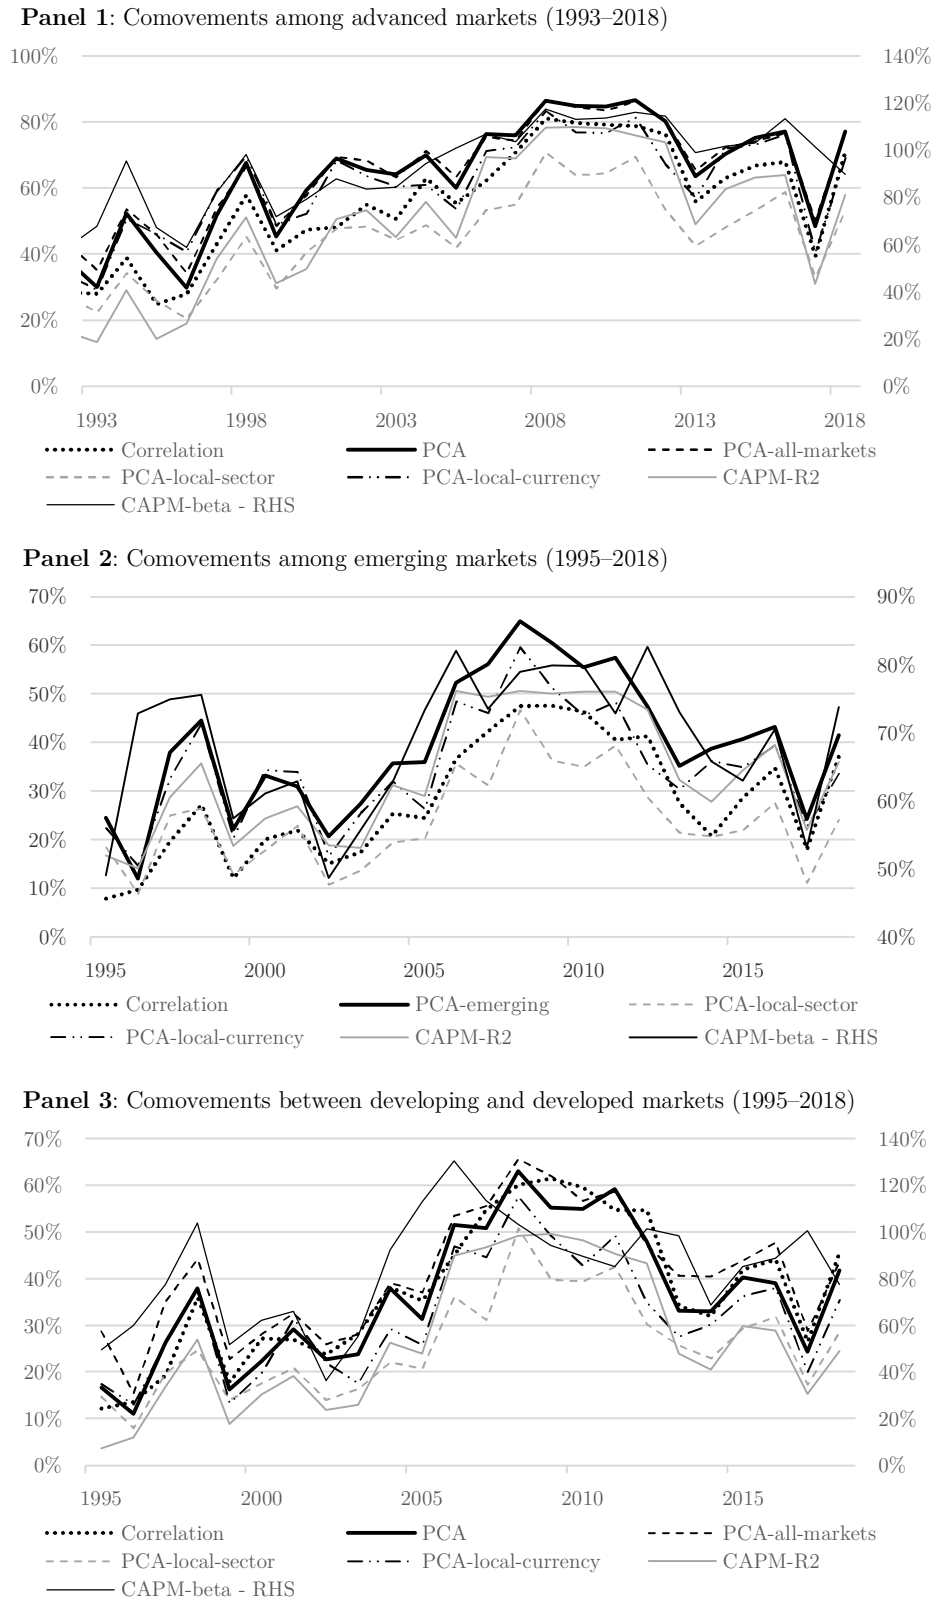 Panel 1: Comovements among advanced markets (1993–2018)
100% 140%
120%
80% 100%
60% 80%
60%
40% 40%
20% 20%
0% 0%
1993 1998 2003 2008 2013 2018
Correlation PCA PCA-all-markets
PCA-local-sector PCA-local-currency CAPM-R2
CAPM-beta - RHS
Panel 2: Comovements among emerging markets (1995–2018)
70% 90%
60% 80%
50%
40% 70%
30% 60%
20% 50%
10%
0% 40%
1995 2000 2005 2010 2015
Correlation PCA-emerging PCA-local-sector
PCA-local-currency CAPM-R2 CAPM-beta - RHS
Panel 3: Comovements between developing and developed markets (1995–2018)
70% 140%
60% 120%
50% 100%
40% 80%
30% 60%
20% 40%
10% 20%
0% 0%
1995 2000 2005 2010 2015
Correlation PCA PCA-all-markets
PCA-local-sector PCA-local-currency CAPM-R2
CAPM-beta - RHS